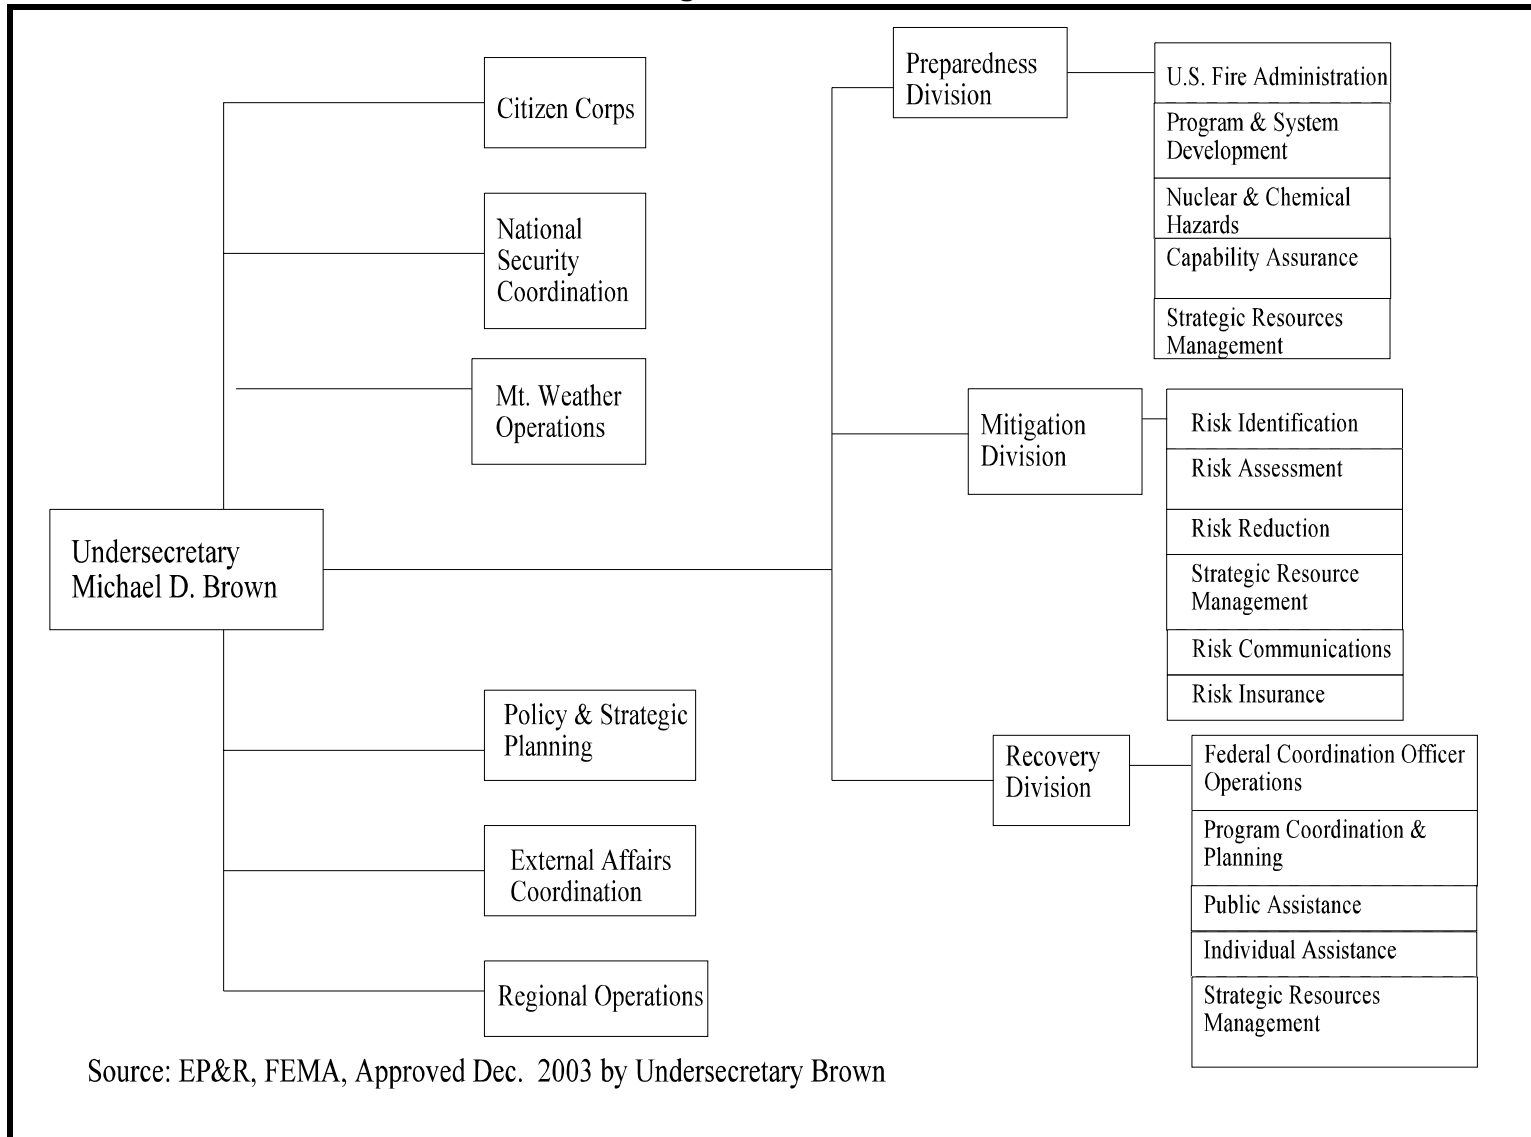 Citizen Corps
National
Security
Coordination
Mt. Weather
Operations
Undersecretary
Michael D. Brown
Policy & Strategic
Planning
External Affairs
Coordination
Regional Operations
Preparedness
Division
U.S. Fire Administration
Program & System
Development
Nuclear & Chemical
Hazards
Capability Assurance
Strategic Resources
Management
Mitigation
Division
Risk Identification
Risk Assessment
Risk Reduction
Strategic Resource
Management
Risk Communications
Risk Insurance
Recovery
Division
Federal Coordination Officer
Operations
Program Coordination &
Planning
Public Assistance
Individual Assistance
Strategic Resources
Management
Source: EP&R, FEMA, Approved Dec. 2003 by Undersecretary Brown